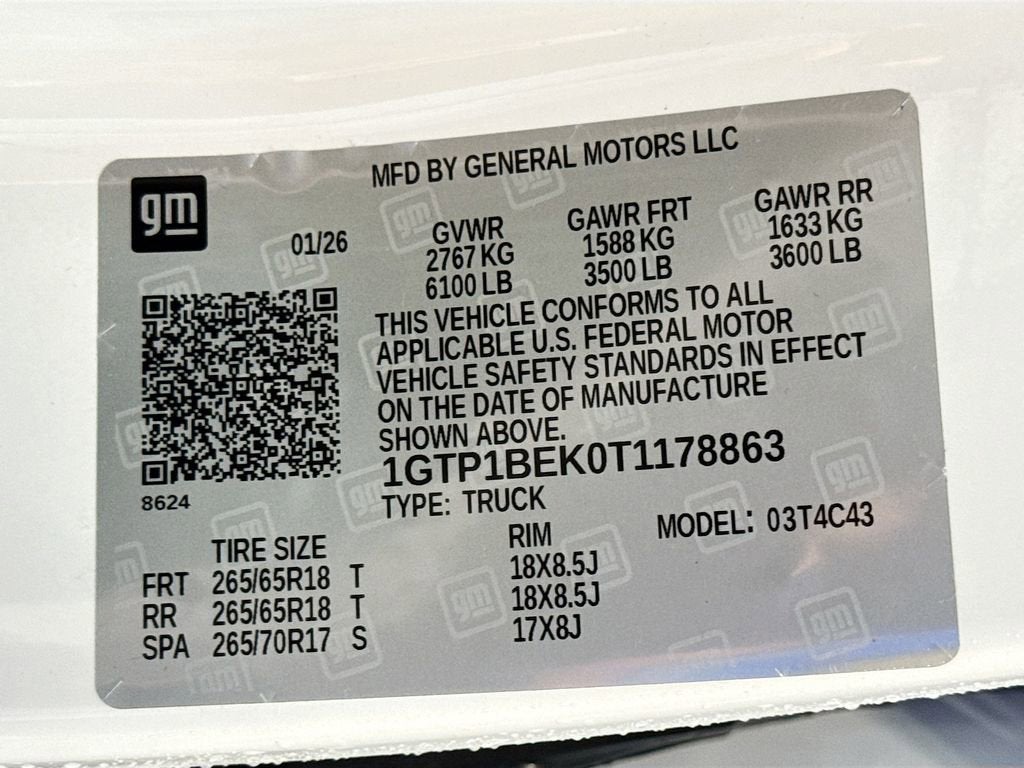 gm
MFD BY GENERAL MOTORS LLC
01/26
GVWR GAWR FRT GAWR RR
2767 KG 1588 KG 1633 KG
6100 LB 3500 LB 3600 LB
THIS VEHICLE CONFORMS TO ALL
APPLICABLE U.S. FEDERAL MOTOR
VEHICLE SAFETY STANDARDS IN EFFECT
ON THE DATE OF MANUFACTURE
SHOWN ABOVE.
1GTP1BEK0T1178863
8624
TYPE: TRUCK
MODEL: 03T4C43
TIRE SIZE RIM
FRT 265/65R18 T 18X8.5J
RR 265/65R18 T 18X8.5J
SPA 265/70R17 S 17X8J